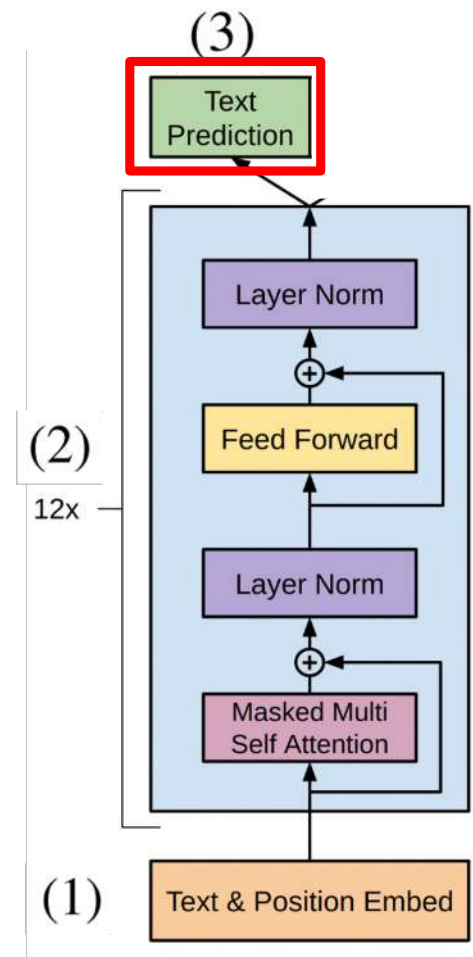 (3)
Text
Prediction
Layer Norm
+
Feed Forward
(2)
12x
Layer Norm
+
Masked Multi
Self Attention
(1)
Text & Position Embed